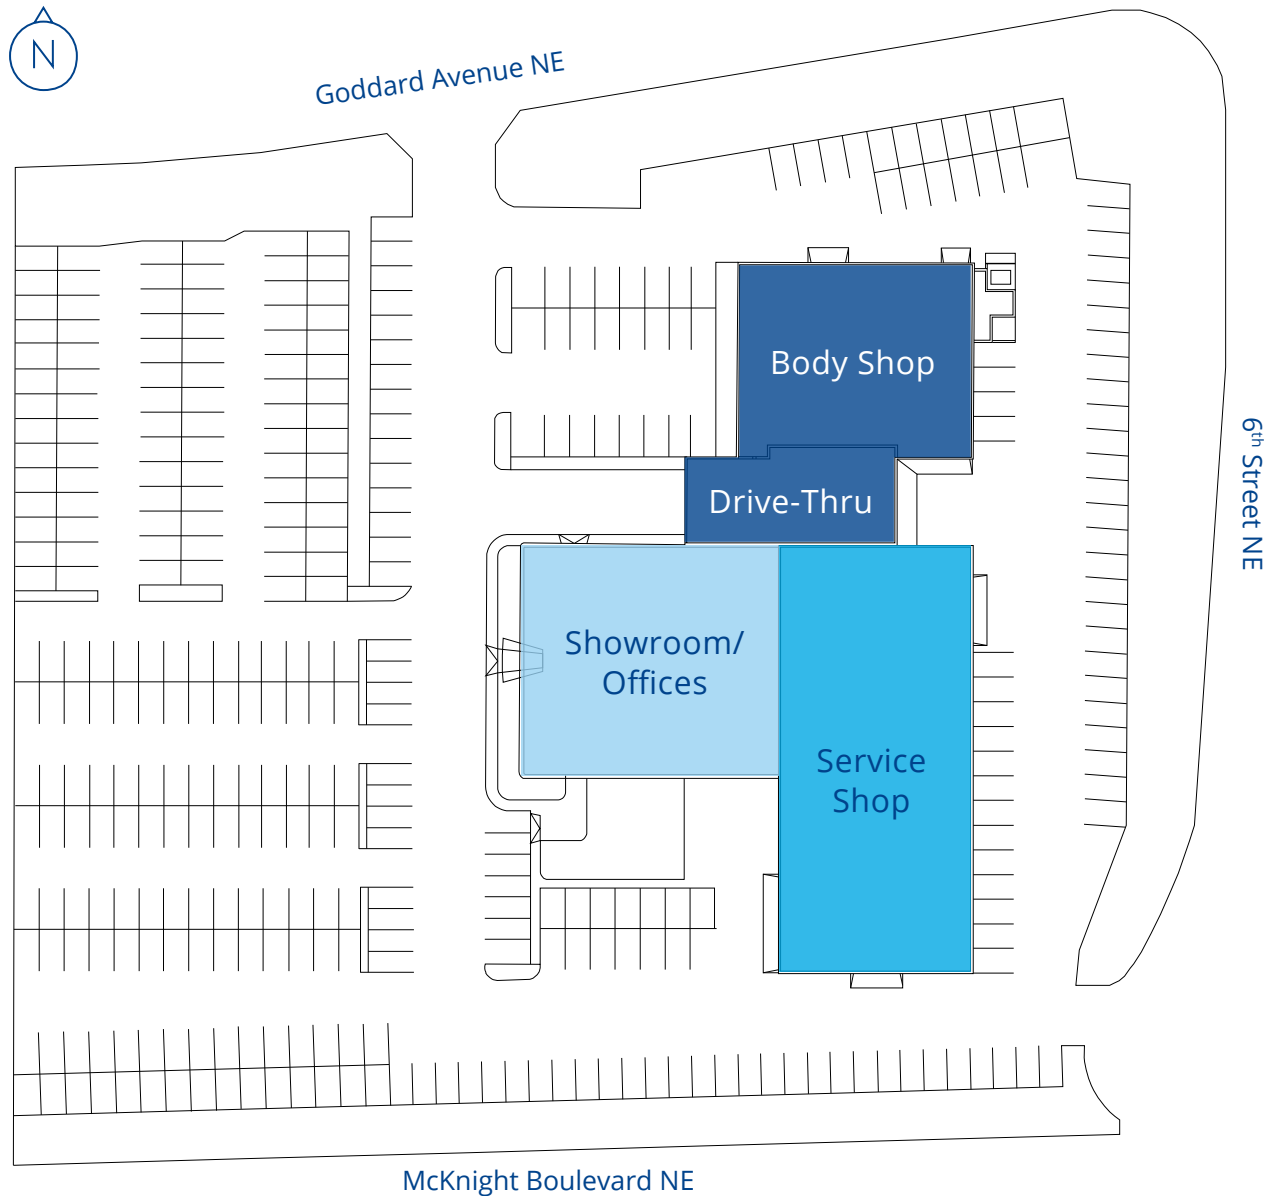 N
Goddard Avenue NE
Body Shop
6th Street NE
Drive-Thru
Showroom/
Offices
Service
Shop
McKnight Boulevard NE